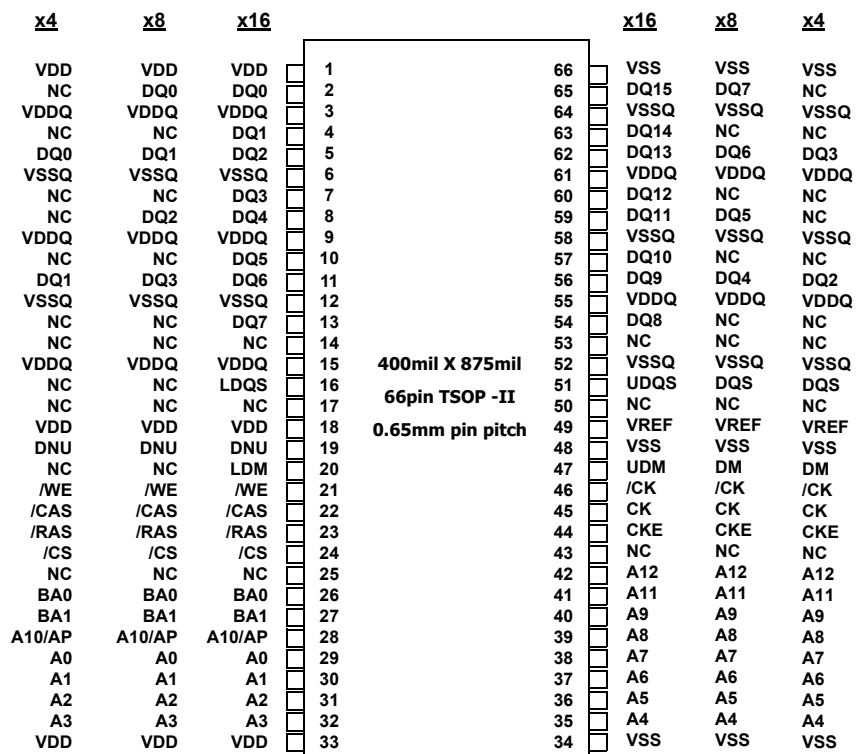 x4 x8 x16 x16 x8 x4
VDD VDD VDD 1 66 VSS VSS VSS
NC DQ0 DQ0 2 65 DQ15 DQ7 NC
VDDQ VDDQ VDDQ 3 64 VSSQ VSSQ VSSQ
NC NC DQ1 4 63 DQ14 NC NC
DQ0 DQ1 DQ2 5 62 DQ13 DQ6 DQ3
VSSQ VSSQ VSSQ 6 61 VDDQ VDDQ VDDQ
NC NC DQ3 7 60 DQ12 NC NC
NC DQ2 DQ4 8 59 DQ11 DQ5 NC
VDDQ VDDQ VDDQ 9 58 VSSQ VSSQ VSSQ
NC NC DQ5 10 57 DQ10 NC NC
DQ1 DQ3 DQ6 11 56 DQ9 DQ4 DQ2
VSSQ VSSQ VSSQ 12 55 VDDQ VDDQ VDDQ
NC NC DQ7 13 54 DQ8 NC NC
NC NC NC 14 53 NC NC NC
VDDQ VDDQ VDDQ 15 400mil X 875mil 52 VSSQ VSSQ VSSQ
NC NC LDQS 16 66pin TSOP -II 51 UDQS DQS DQS
NC NC NC 17 50 NC NC NC
VDD VDD VDD 18 0.65mm pin pitch 49 VREF VREF VREF
DNU DNU DNU 19 48 VSS VSS VSS
NC NC LDM 20 47 UDM DM DM
/WE /WE /WE 21 46 /CK /CK /CK
/CAS /CAS /CAS 22 45 CK CK CK
/RAS /RAS /RAS 23 44 CKE CKE CKE
/CS /CS /CS 24 43 NC NC NC
NC NC NC 25 42 A12 A12 A12
BA0 BA0 BA0 26 41 A11 A11 A11
BA1 BA1 BA1 27 40 A9 A9 A9
A10/AP A10/AP A10/AP 28 39 A8 A8 A8
A0 A0 A0 29 38 A7 A7 A7
A1 A1 A1 30 37 A6 A6 A6
A2 A2 A2 31 36 A5 A5 A5
A3 A3 A3 32 35 A4 A4 A4
VDD VDD VDD 33 34 VSS VSS VSS